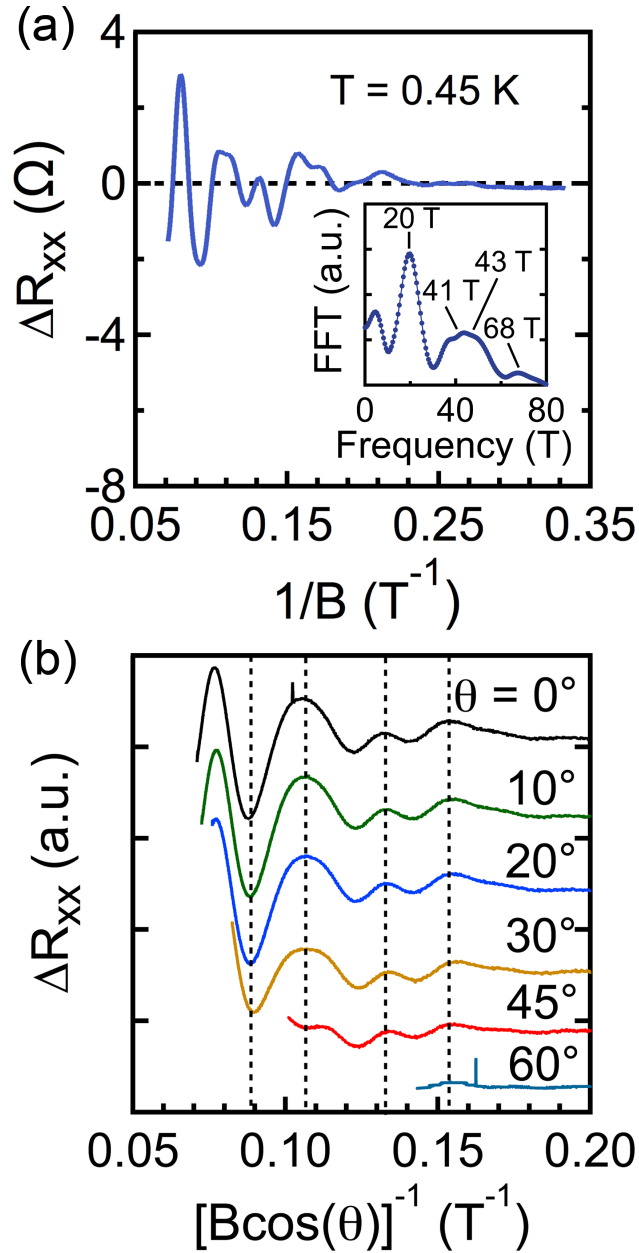 (a)
4
0
-4
-8
ΔRxx (Ω)
T = 0.45 K
20 T
43 T
41 T
68 T
FFT (a.u.)
0 40 80
Frequency (T)
0.05 0.15 0.25 0.35
1/B (T⁻¹)
(b)
θ = 0°
10°
20°
30°
45°
60°
ΔRxx (a.u.)
0.05 0.10 0.15 0.20
[Bcos(θ)]⁻¹ (T⁻¹)